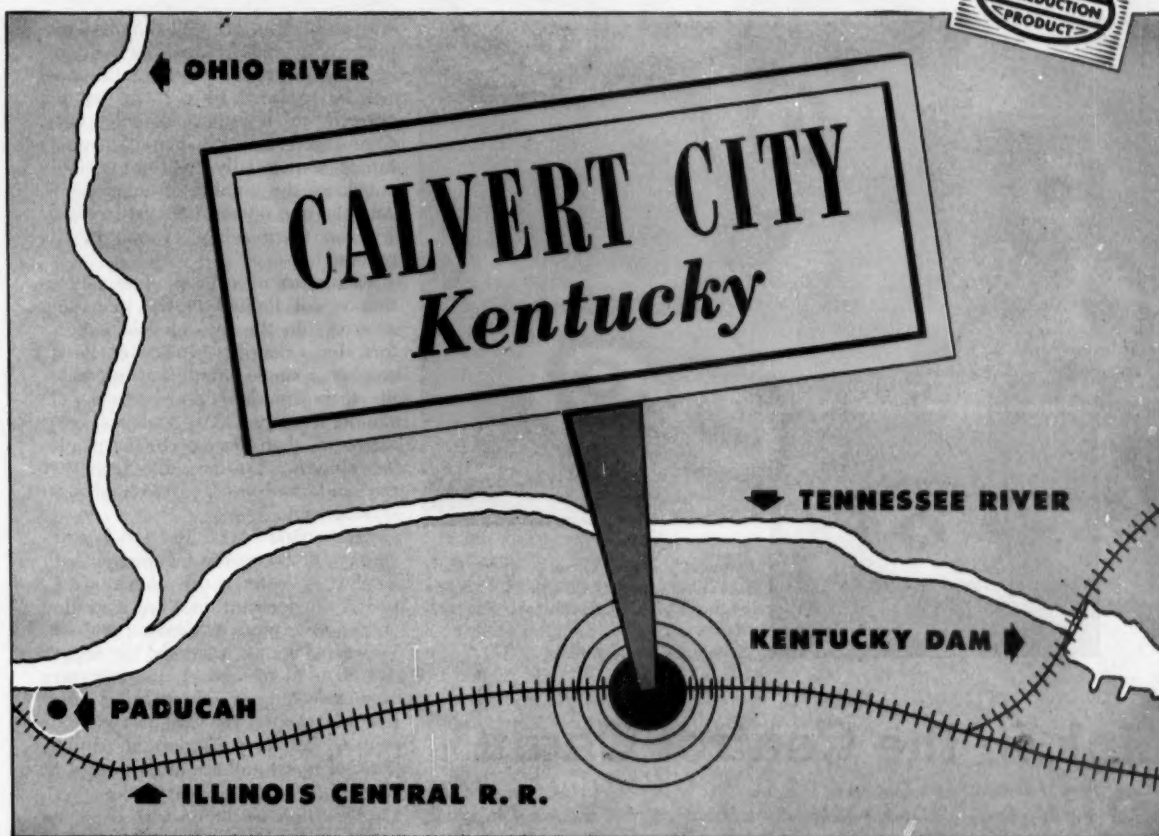 PRODUCT
OHIO RIVER
CALVERT CITY
Kentucky
TENNESSEE RIVER
KENTUCKY DAM
PADUCAH
ILLINOIS CENTRAL R. R.